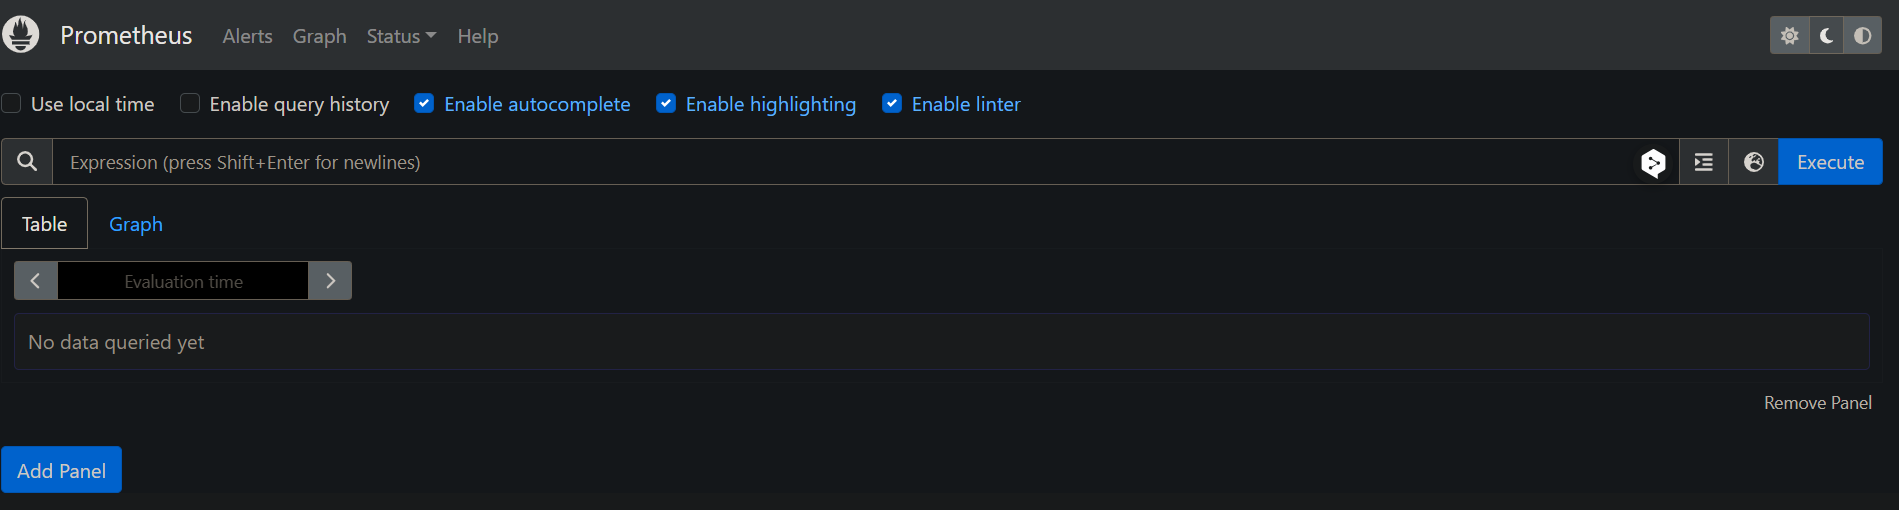 Prometheus Alerts Graph Status Help
Use local time Enable query history Enable autocomplete Enable highlighting Enable linter
Expression (press Shift+Enter for newlines) Execute
Table Graph
Evaluation time
No data queried yet
Remove Panel
Add Panel